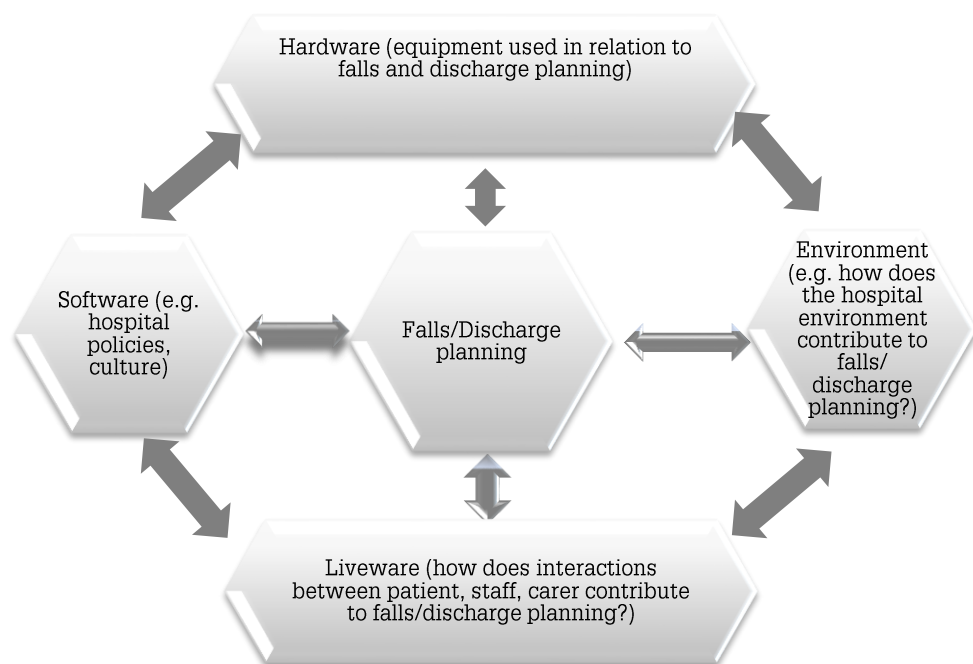 Hardware (equipment used in relation to
falls and discharge planning)
Software (e.g.
hospital
policies,
culture)
Falls/Discharge
planning
Environment
(e.g. how does
the hospital
environment
contribute to
falls/
discharge
planning?)
Liveware (how does interactions
between patient, staff, carer contribute
to falls/discharge planning?)